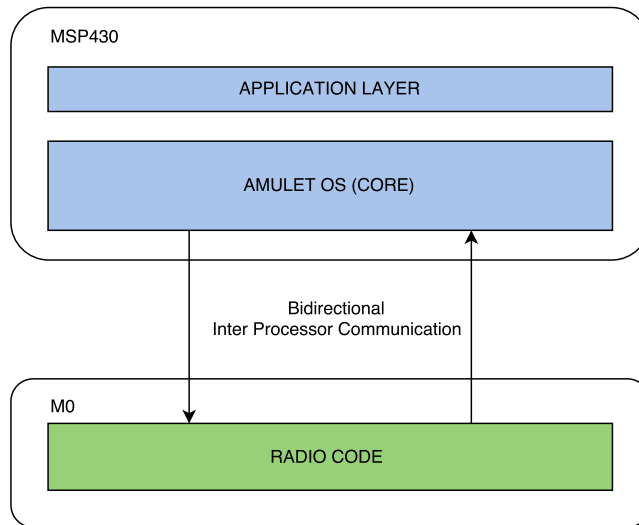 MSP430
APPLICATION LAYER
AMULET OS (CORE)
Bidirectional
Inter Processor Communication
M0
RADIO CODE